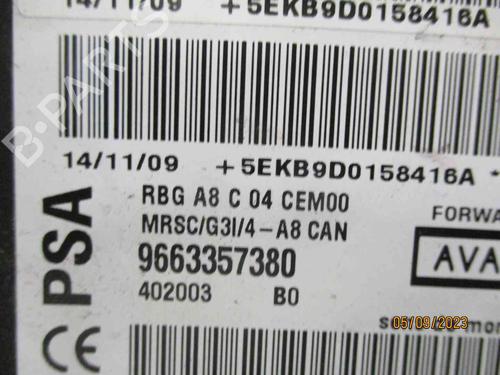 14/11/09 +5EKB9D0158416A
14/11/09 +5EKB9D0158416A
PSA
CE
RBG A8 C 04 CEM00
MRSC/G3I/4-A8 CAN
9663357380
402003 B0
FORWA
AVA
05/09/2023
B-PARTS